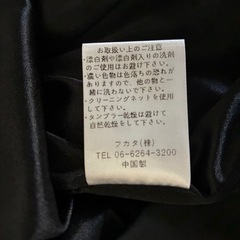 お取扱い上のご注意
・漂白剤や漂白剤入りの洗剤
のご使用はお避け下さい。
・濃い色物は色落ちの恐れ
がありますので、他の物と一
緒に洗わないで下さい。
・クリーニングネットを使用
して下さい。
・タンブラー乾燥は避けて
自然乾燥をして下さい。
フカタ(株)
TEL 06-6264-3200
中国製